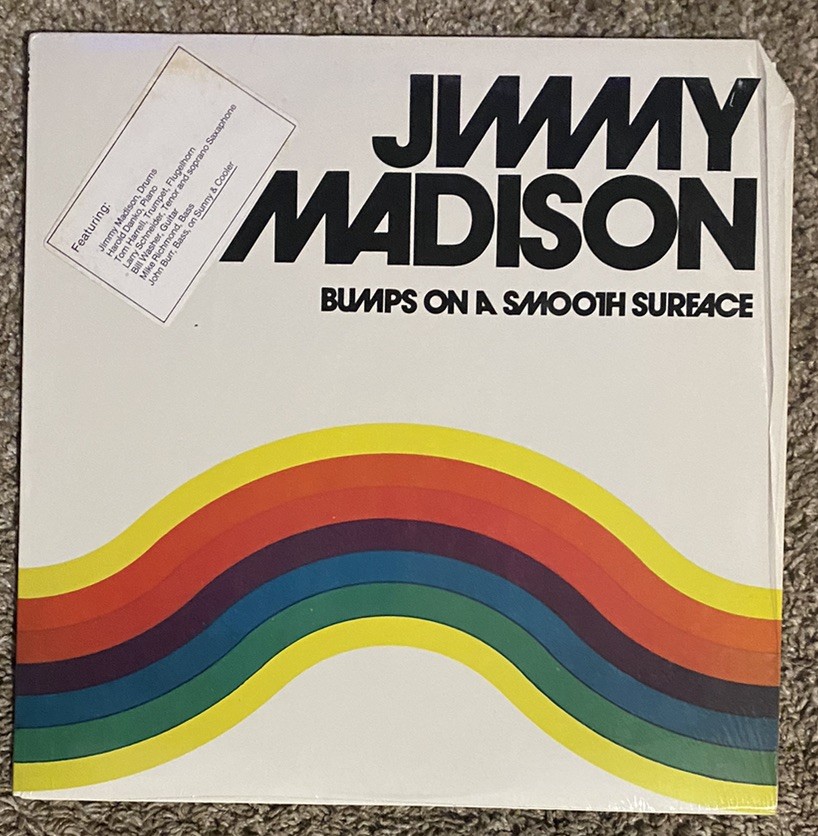 JIMMY
MADISON
BUMPS ON A SMOOTH SURFACE
Featuring:
Jimmy Madison, Drums
Harold Danko, Piano
Tom Harrell, Trumpet, Flugelhorn
Larry Schneider, Tenor and soprano Saxaphone
Bill Washer, Guitar
Mike Richmond, Bass
John Burr, Bass, on Sunny & Cooler